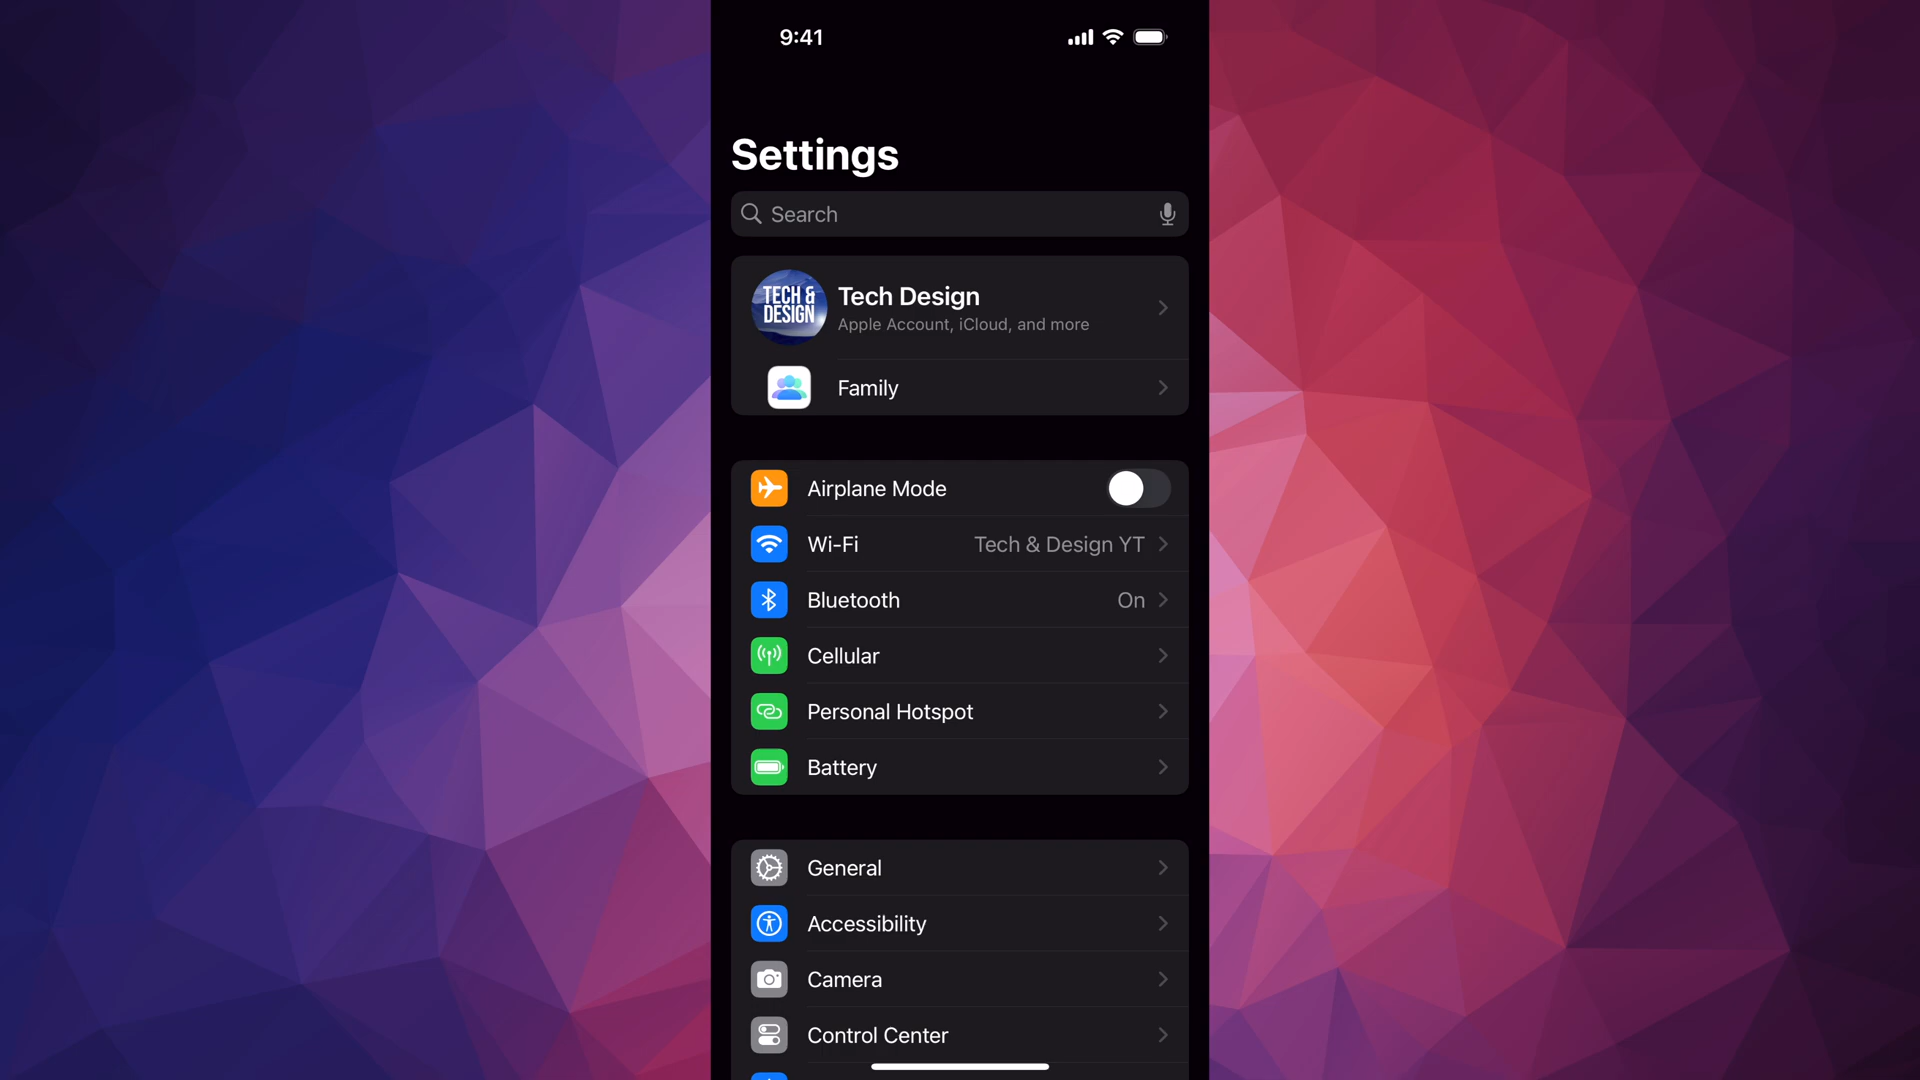 9:41
Settings
Search
TECH &
DESIGN
Tech Design
Apple Account, iCloud, and more
Family
Airplane Mode
Wi-Fi Tech & Design YT
Bluetooth On
Cellular
Personal Hotspot
Battery
General
Accessibility
Camera
Control Center